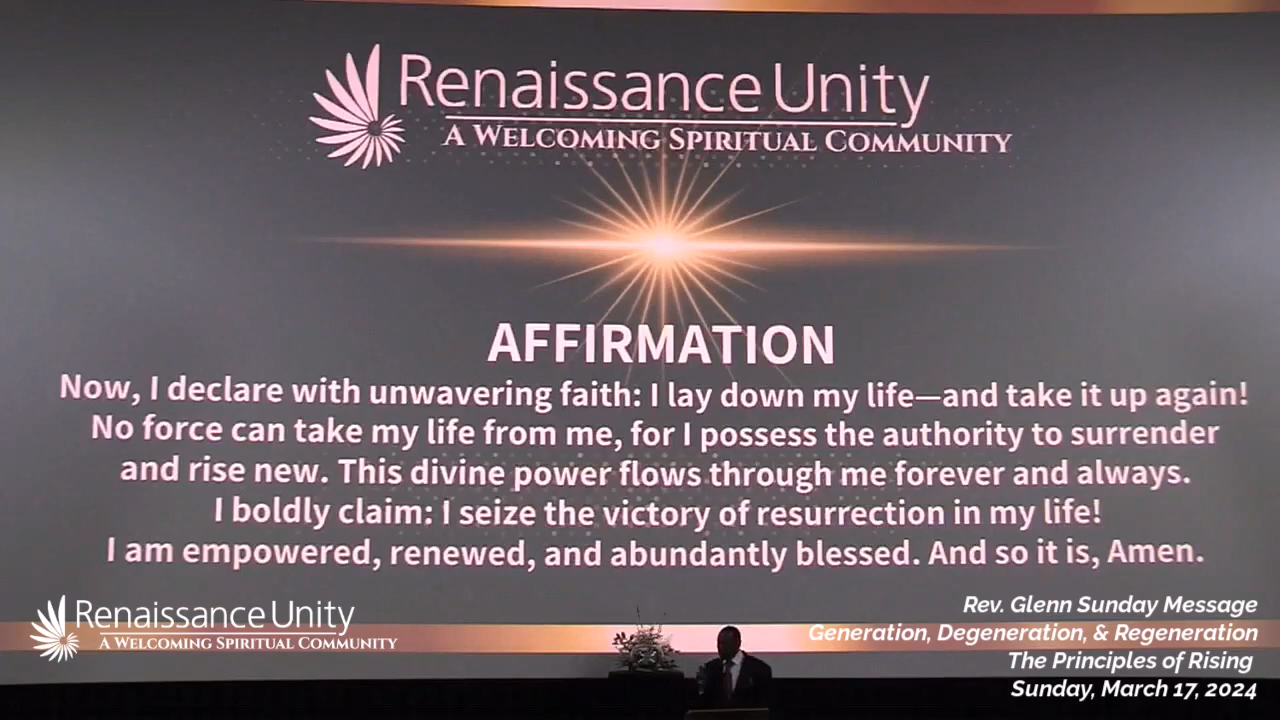 Renaissance Unity
A Welcoming Spiritual Community
AFFIRMATION
Now, I declare with unwavering faith: I lay down my life—and take it up again!
No force can take my life from me, for I possess the authority to surrender
and rise new. This divine power flows through me forever and always.
I boldly claim: I seize the victory of resurrection in my life!
I am empowered, renewed, and abundantly blessed. And so it is, Amen.
Renaissance Unity
A Welcoming Spiritual Community
Rev. Glenn Sunday Message
Generation, Degeneration, & Regeneration
The Principles of Rising
Sunday, March 17, 2024